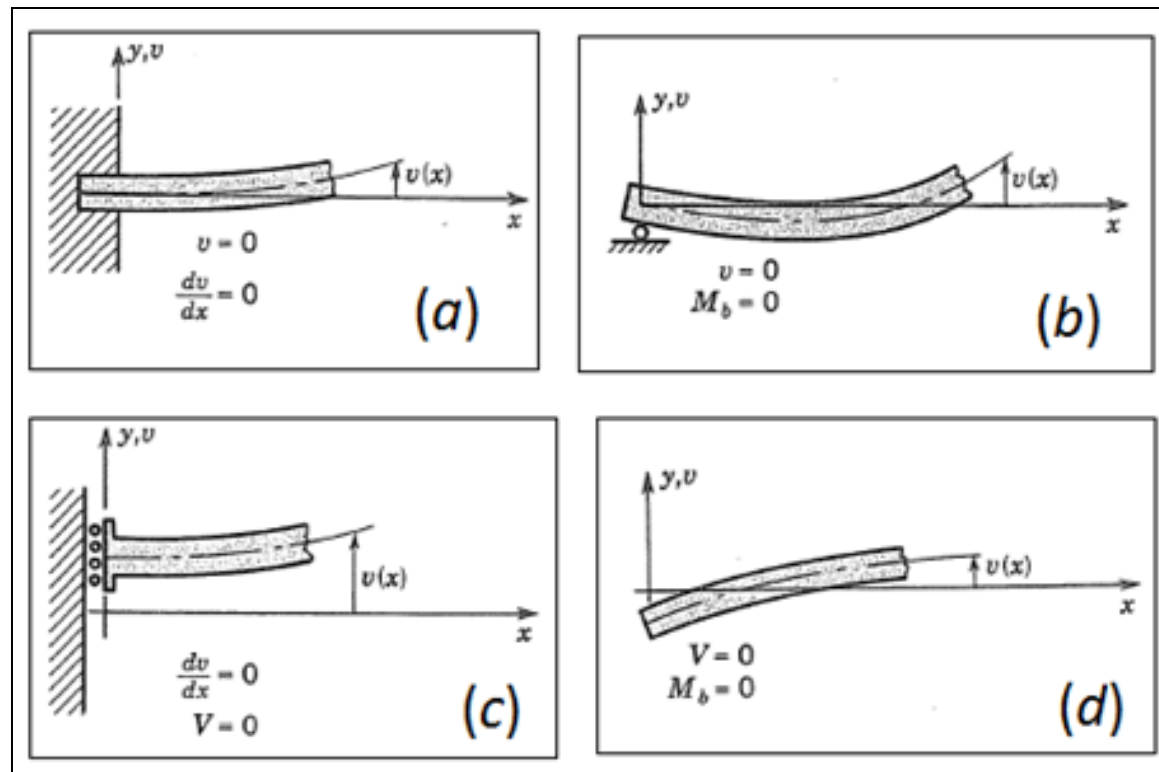 y,v
v(x)
x
v = 0
dv/dx = 0
(a)
y,v
v(x)
x
v = 0
M_b = 0
(b)
y,v
v(x)
x
dv/dx = 0
V = 0
(c)
y,v
v(x)
x
V = 0
M_b = 0
(d)